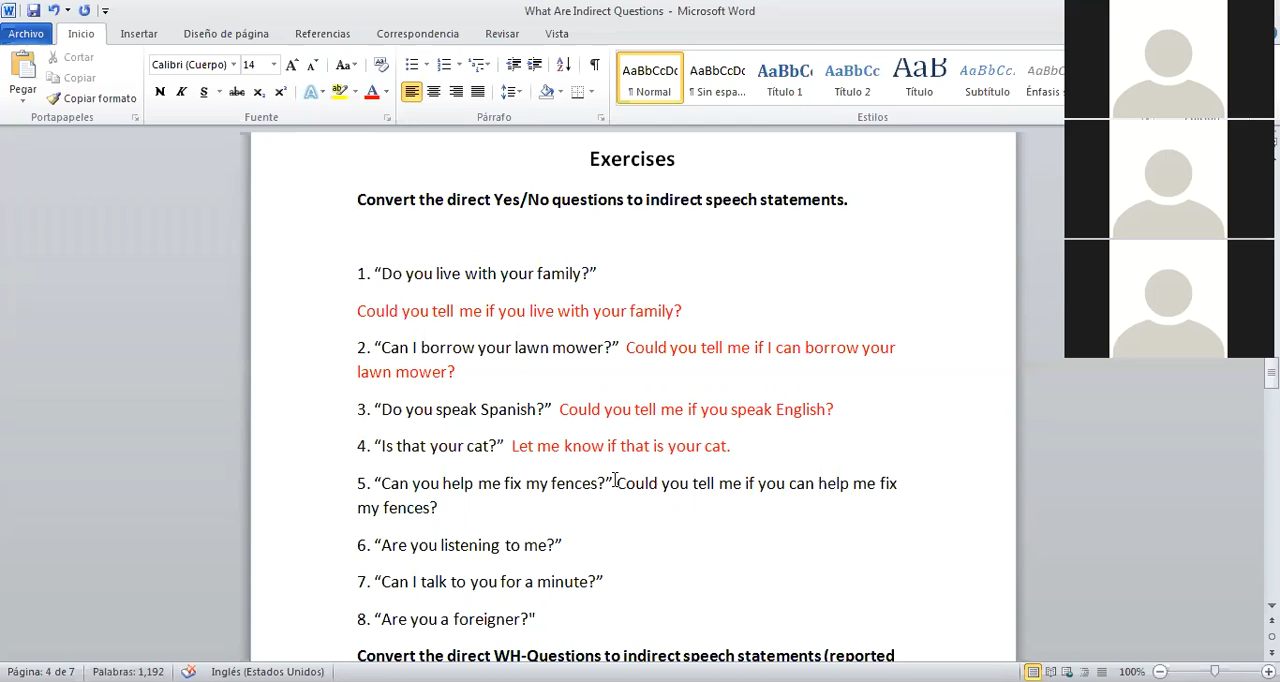 What Are Indirect Questions - Microsoft Word
Archivo Inicio Insertar Diseño de página Referencias Correspondencia Revisar Vista
Cortar
Copiar
Copiar formato
Pegar
Portapapeles
Calibri (Cuerpo) 14
Fuente
Párrafo
AaBbCcDc AaBbCcDc AaBbC AaBbCc AaB AaBbCc AaBbCc
¶ Normal ¶ Sin espa... Título 1 Título 2 Título Subtítulo Énfasis
Estilos
Exercises
Convert the direct Yes/No questions to indirect speech statements.
1. “Do you live with your family?”
Could you tell me if you live with your family?
2. “Can I borrow your lawn mower?” Could you tell me if I can borrow your
lawn mower?
3. “Do you speak Spanish?” Could you tell me if you speak English?
4. “Is that your cat?” Let me know if that is your cat.
5. “Can you help me fix my fences?” Could you tell me if you can help me fix
my fences?
6. “Are you listening to me?”
7. “Can I talk to you for a minute?”
8. “Are you a foreigner?"
Convert the direct WH-Questions to indirect speech statements (reported
Página: 4 de 7 Palabras: 1,192 Inglés (Estados Unidos) 100%